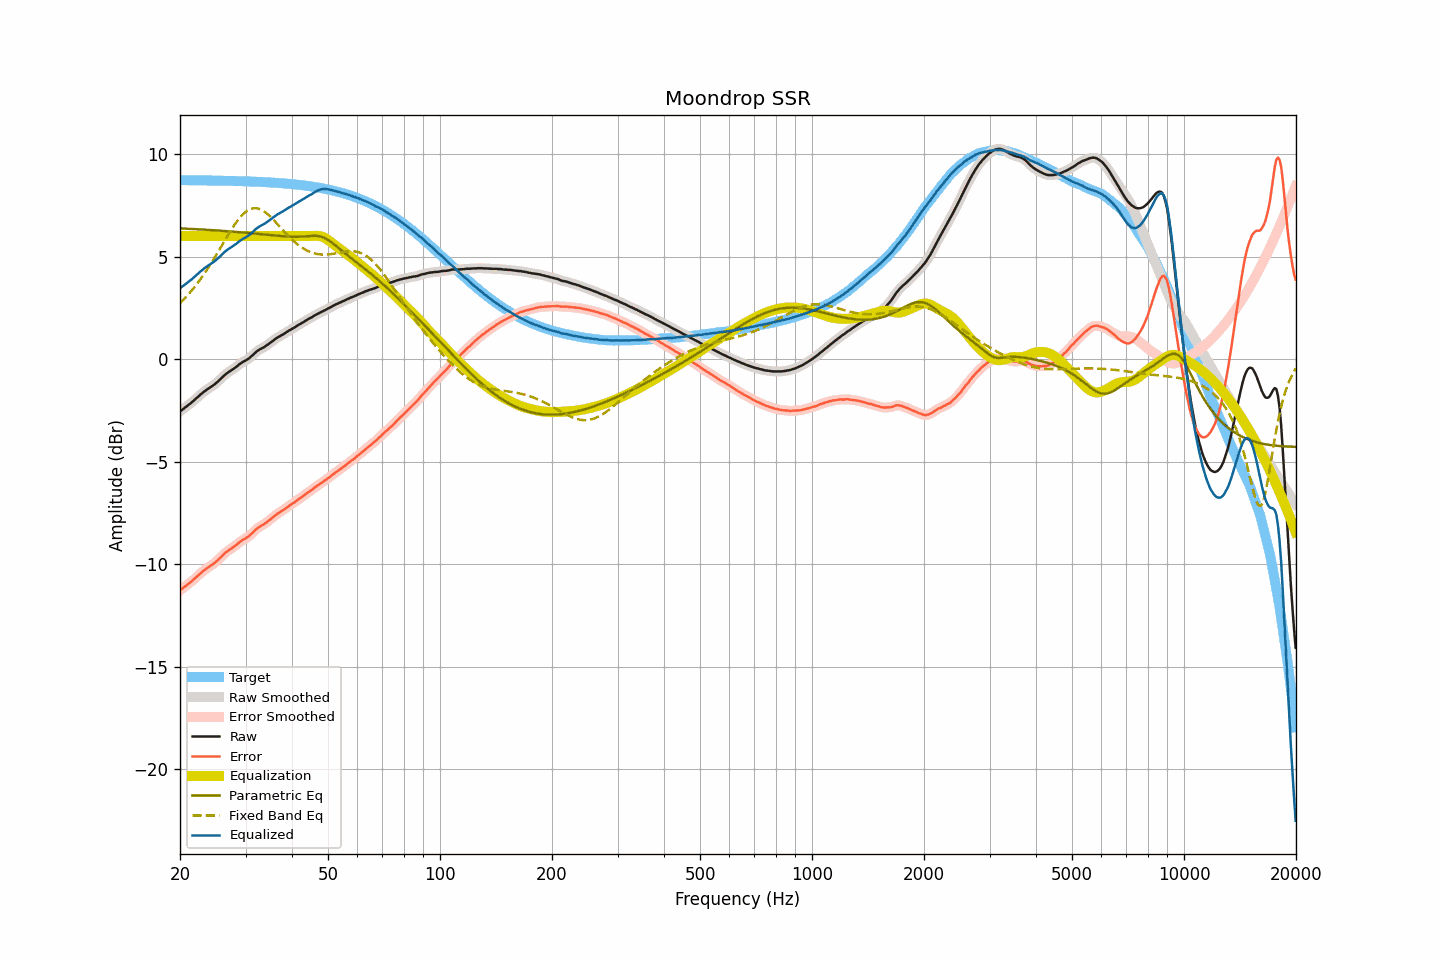 Moondrop SSR
Amplitude (dBr)
10
5
0
−5
−10
−15
−20
Target
Raw Smoothed
Error Smoothed
Raw
Error
Equalization
Parametric Eq
Fixed Band Eq
Equalized
20 50 100 200 500 1000 2000 5000 10000 20000
Frequency (Hz)